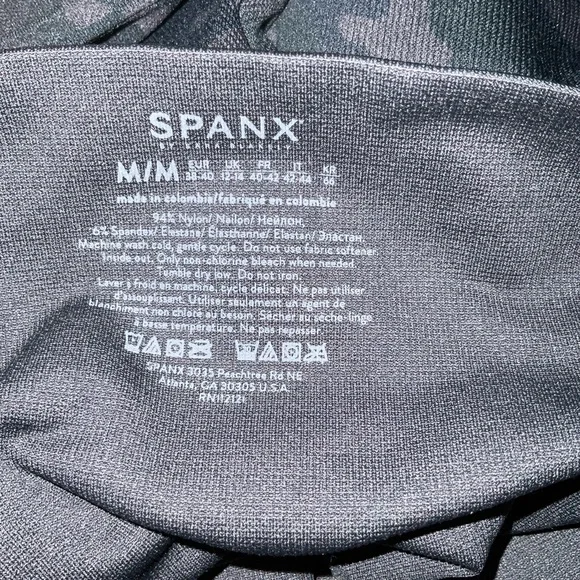 SPANX
BY SARA BLAKELY
M/M EUR 38-40 UK 12-14 FR 40-42 IT 42-44 KR 66
made in colombia/fabriqué en colombie
94% Nylon/ Nailon/ Нейлон,
6% Spandex/ Elestane/ Élasthanne/ Elastan/ Эластан,
Machine wash cold, gentle cycle. Do not use fabric softener.
Inside out. Only non-chlorine bleach when needed.
Tumble dry low. Do not iron.
Laver à froid en machine, cycle délicat. Ne pas utiliser
d'assouplissant. Utiliser seulement un agent de
blanchiment non chloré au besoin. Sécher au sèche-linge
à basse température. Ne pas repasser.
SPANX 3035 Peachtree Rd NE
Atlanta, GA 30305 U.S.A.
RN112121